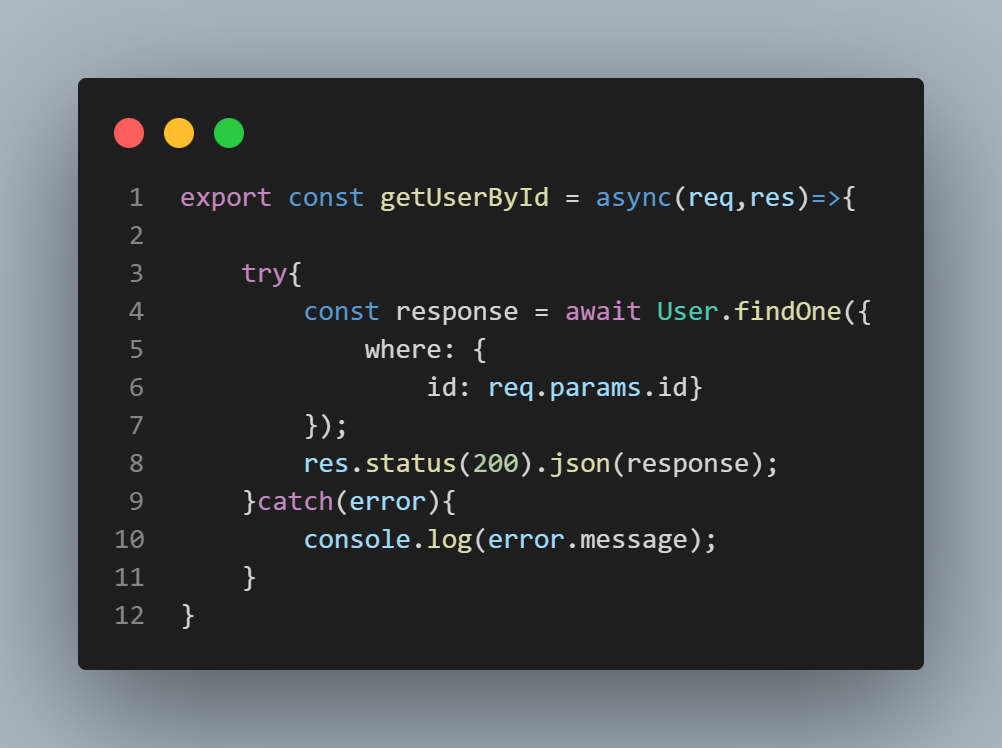 1 export const getUserById = async(req,res)=>{
2
3     try{
4         const response = await User.findOne({
5             where: {
6                 id: req.params.id}
7         });
8         res.status(200).json(response);
9     }catch(error){
10         console.log(error.message);
11     }
12 }